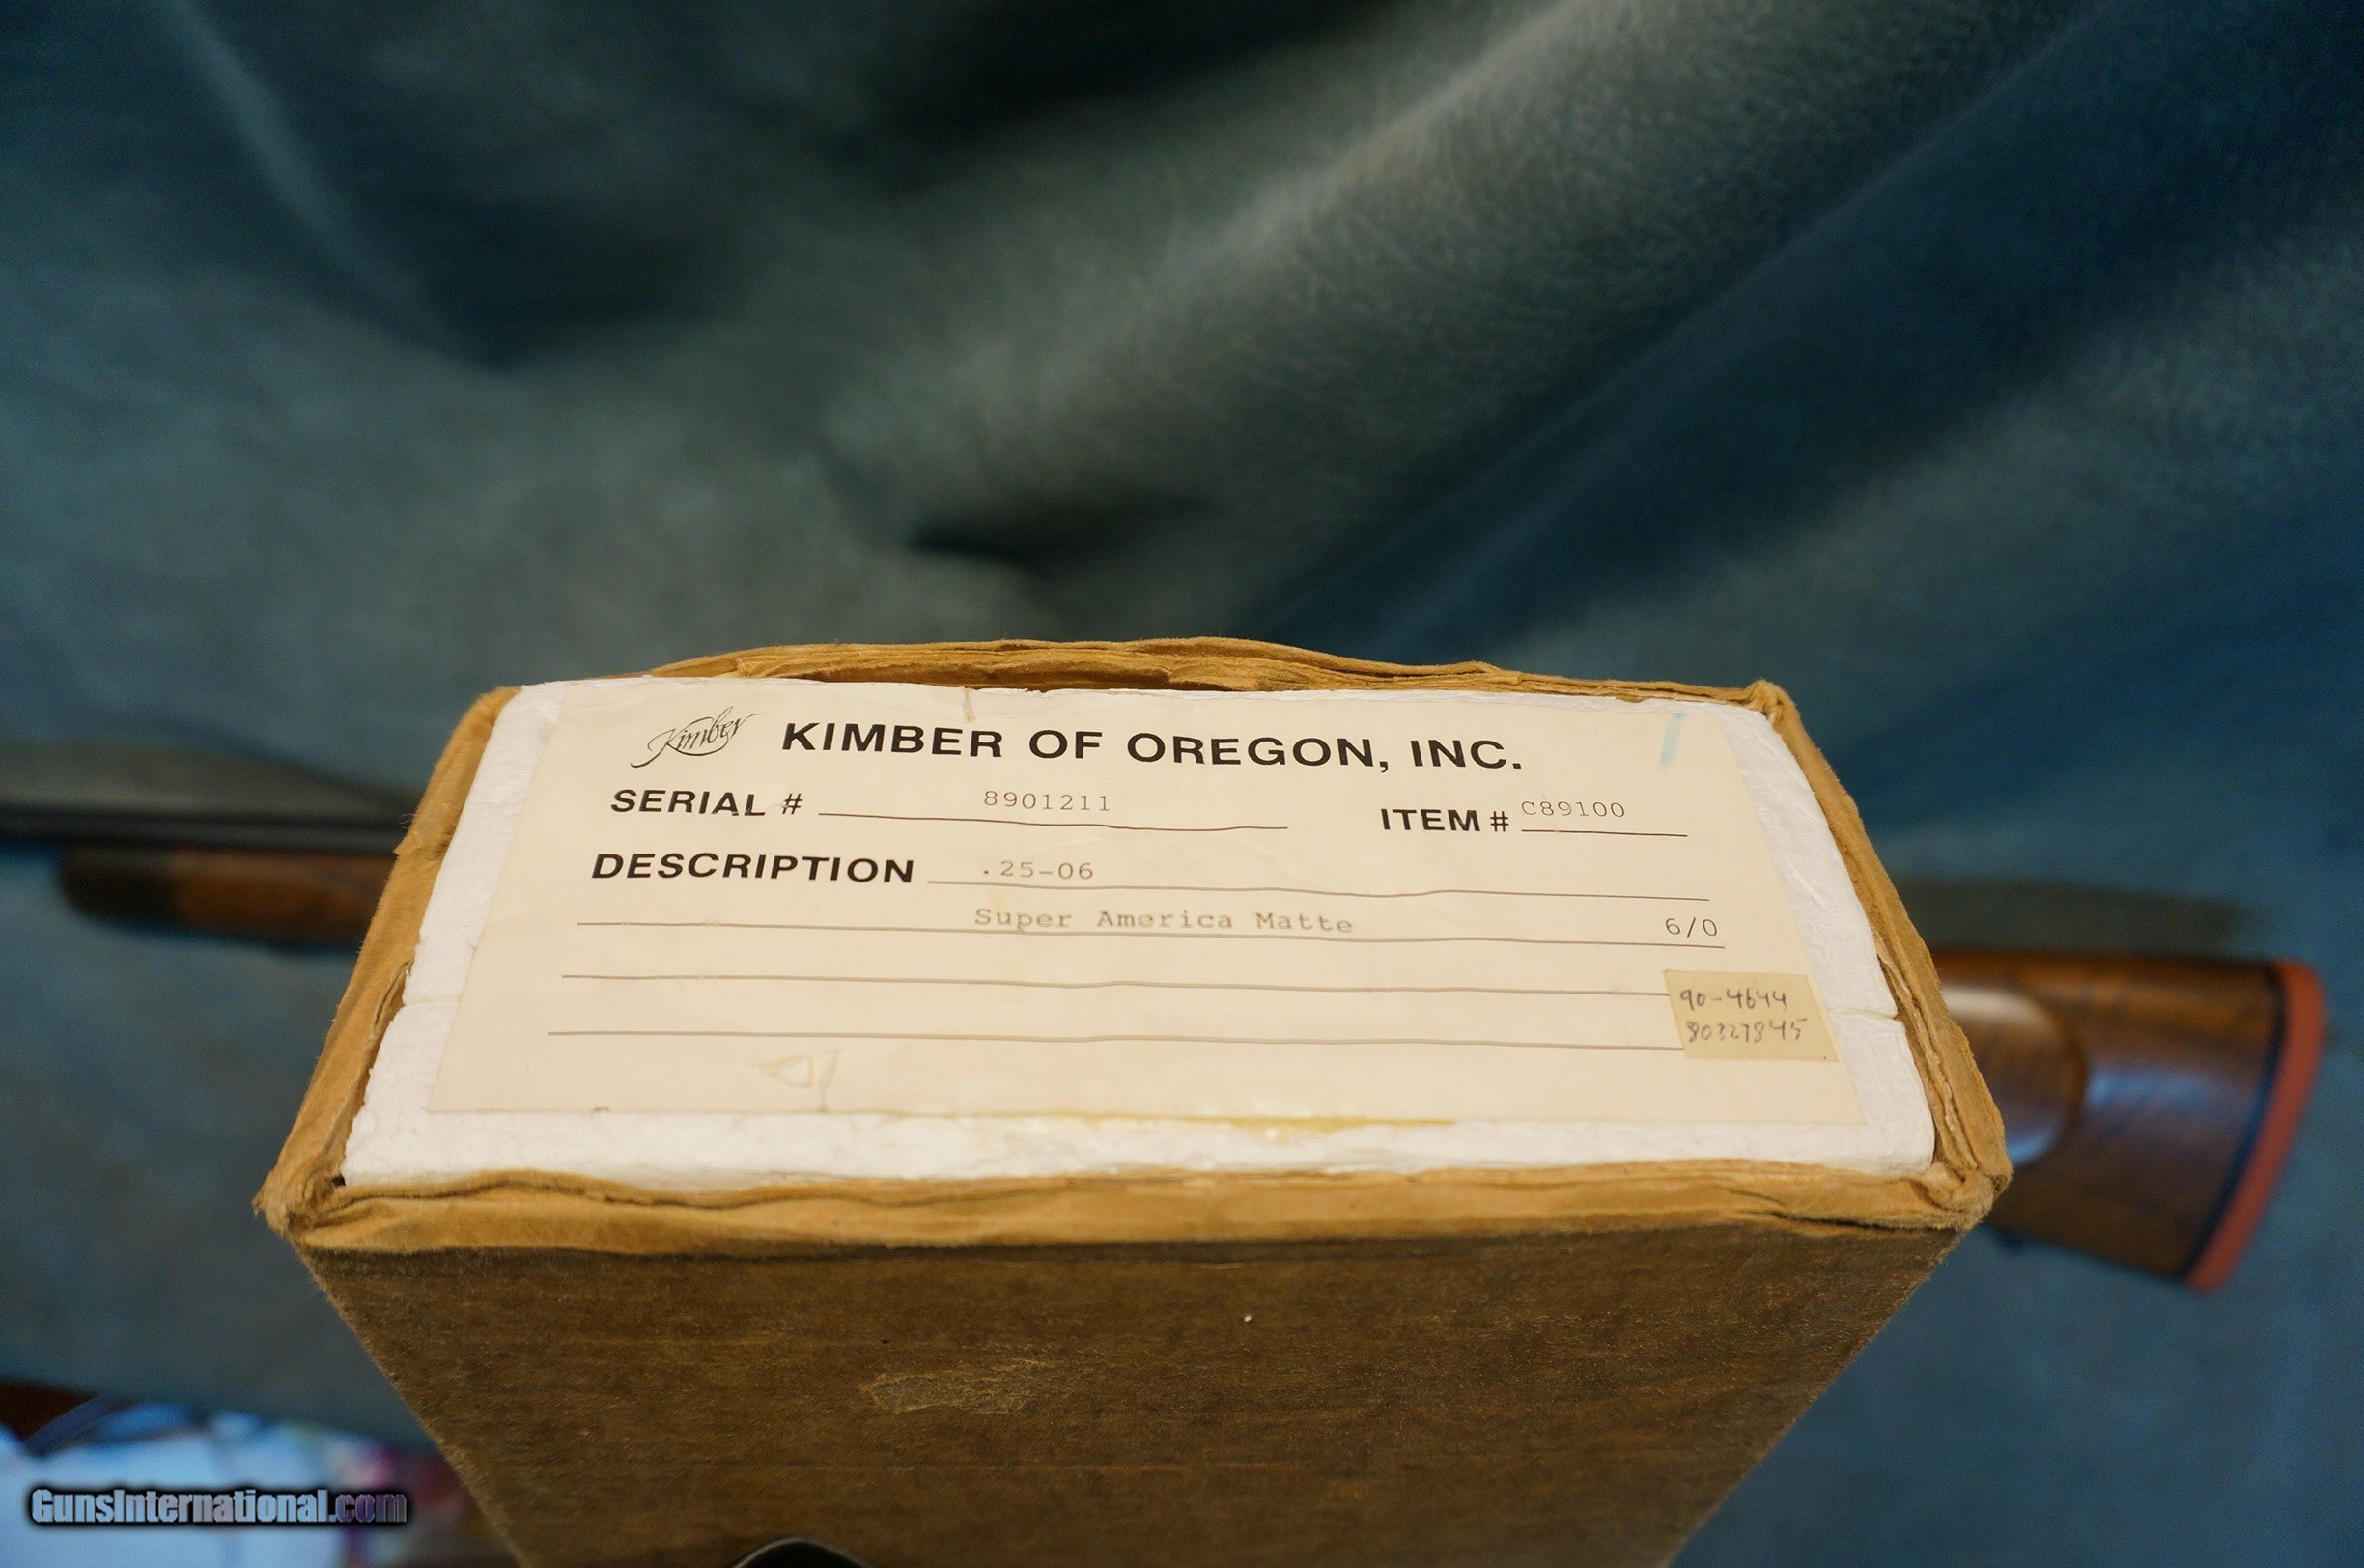 Kimber KIMBER OF OREGON, INC.
SERIAL # 8901211 ITEM # C89100
DESCRIPTION .25-06
Super America Matte 6/0
90-4644
80327845
GunsInternational.com